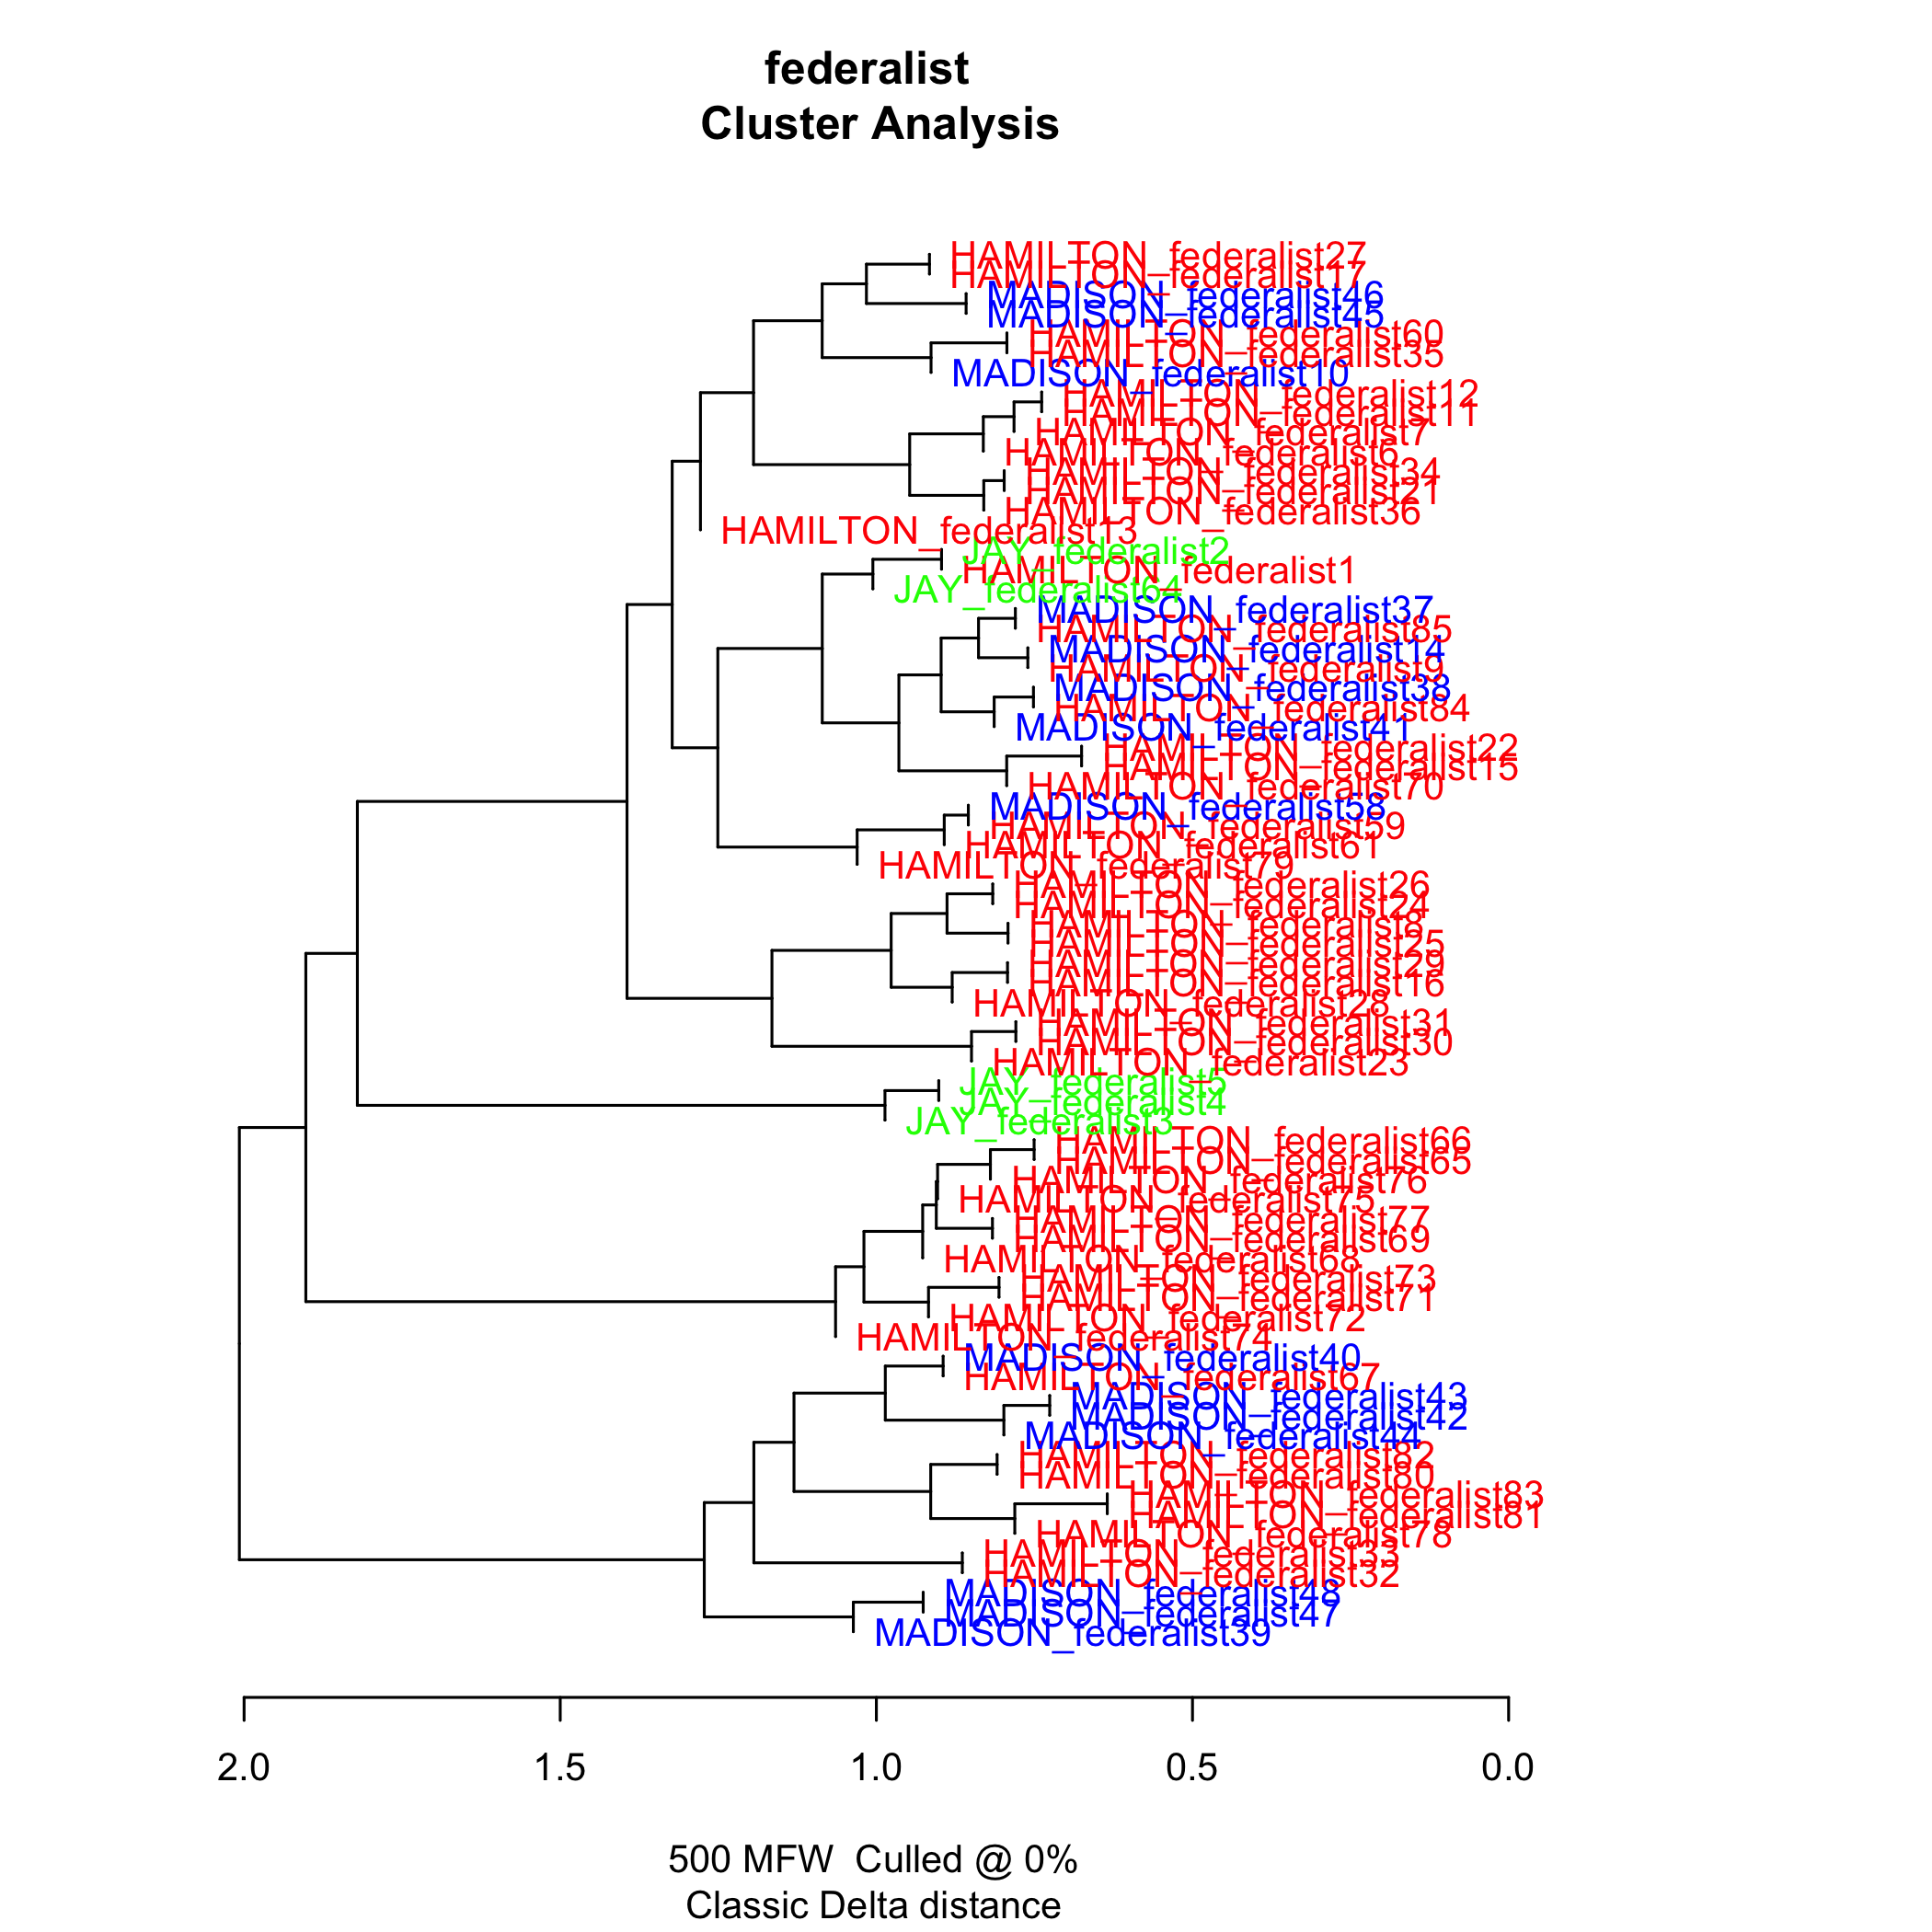 federalist
Cluster Analysis
HAMILTON_federalist27
HAMILTON_federalist17
MADISON_federalist46
MADISON_federalist45
HAMILTON_federalist60
HAMILTON_federalist35
MADISON_federalist10
HAMILTON_federalist12
HAMILTON_federalist11
HAMILTON_federalist7
HAMILTON_federalist6
HAMILTON_federalist34
HAMILTON_federalist21
HAMILTON_federalist36
HAMILTON_federalist13
JAY_federalist2
HAMILTON_federalist1
JAY_federalist64
MADISON_federalist37
HAMILTON_federalist85
MADISON_federalist14
HAMILTON_federalist9
MADISON_federalist38
HAMILTON_federalist84
MADISON_federalist41
HAMILTON_federalist22
HAMILTON_federalist15
HAMILTON_federalist70
MADISON_federalist58
HAMILTON_federalist59
HAMILTON_federalist61
HAMILTON_federalist79
HAMILTON_federalist26
HAMILTON_federalist24
HAMILTON_federalist8
HAMILTON_federalist25
HAMILTON_federalist29
HAMILTON_federalist16
HAMILTON_federalist28
HAMILTON_federalist31
HAMILTON_federalist30
HAMILTON_federalist23
JAY_federalist5
JAY_federalist4
JAY_federalist3
HAMILTON_federalist66
HAMILTON_federalist65
HAMILTON_federalist76
HAMILTON_federalist75
HAMILTON_federalist77
HAMILTON_federalist69
HAMILTON_federalist68
HAMILTON_federalist73
HAMILTON_federalist71
HAMILTON_federalist72
HAMILTON_federalist74
MADISON_federalist40
HAMILTON_federalist67
MADISON_federalist43
MADISON_federalist42
MADISON_federalist44
HAMILTON_federalist82
HAMILTON_federalist80
HAMILTON_federalist83
HAMILTON_federalist81
HAMILTON_federalist78
HAMILTON_federalist33
HAMILTON_federalist32
MADISON_federalist48
MADISON_federalist47
MADISON_federalist39
2.0 1.5 1.0 0.5 0.0
500 MFW  Culled @ 0%
Classic Delta distance